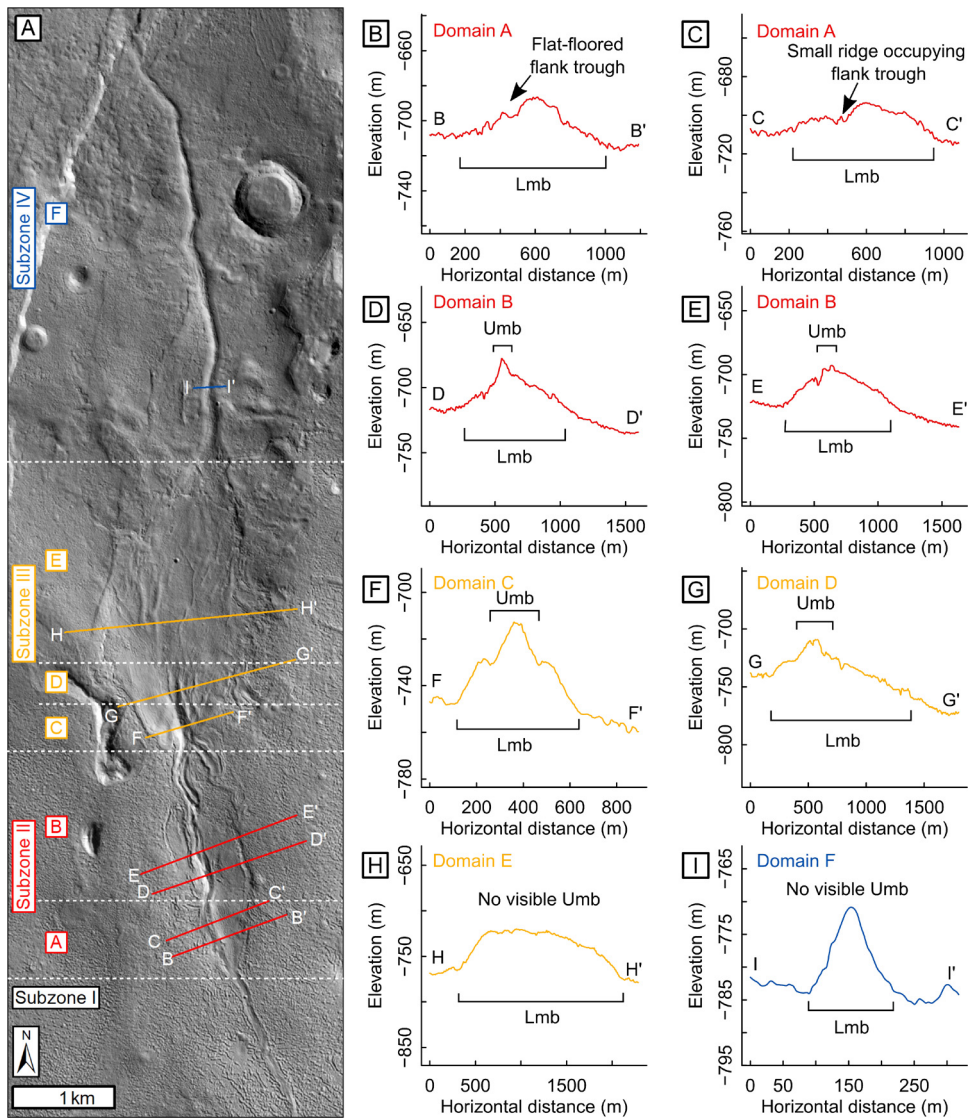 A
Subzone IV
F
I I'
E
Subzone III
H H'
G'
D
G
C
F F'
E'
B
D'
Subzone II
E
D
C'
B'
A
C
B
Subzone I
N
1 km
B
Domain A
Flat-floored
flank trough
B B'
Lmb
Elevation (m)
−660
−700
−740
0 400 800 1200
Horizontal distance (m)
C
Domain A
Small ridge occupying
flank trough
C C'
Lmb
Elevation (m)
−680
−720
−760
0 200 600 1000
Horizontal distance (m)
D
Domain B
Umb
D D'
Lmb
Elevation (m)
−650
−700
−750
0 500 1000 1500
Horizontal distance (m)
E
Domain B
Umb
E E'
Lmb
Elevation (m)
−650
−700
−750
−800
0 500 1000 1500
Horizontal distance (m)
F
Domain C
Umb
F F'
Lmb
Elevation (m)
−700
−740
−780
0 200 400 600 800
Horizontal distance (m)
G
Domain D
Umb
G G'
Lmb
Elevation (m)
−700
−750
−800
0 500 1000 1500
Horizontal distance (m)
H
Domain E
No visible Umb
H H'
Lmb
Elevation (m)
−650
−750
−850
0 500 1500
Horizontal distance (m)
I
Domain F
No visible Umb
I I'
Lmb
Elevation (m)
−765
−775
−785
−795
0 50 150 250
Horizontal distance (m)